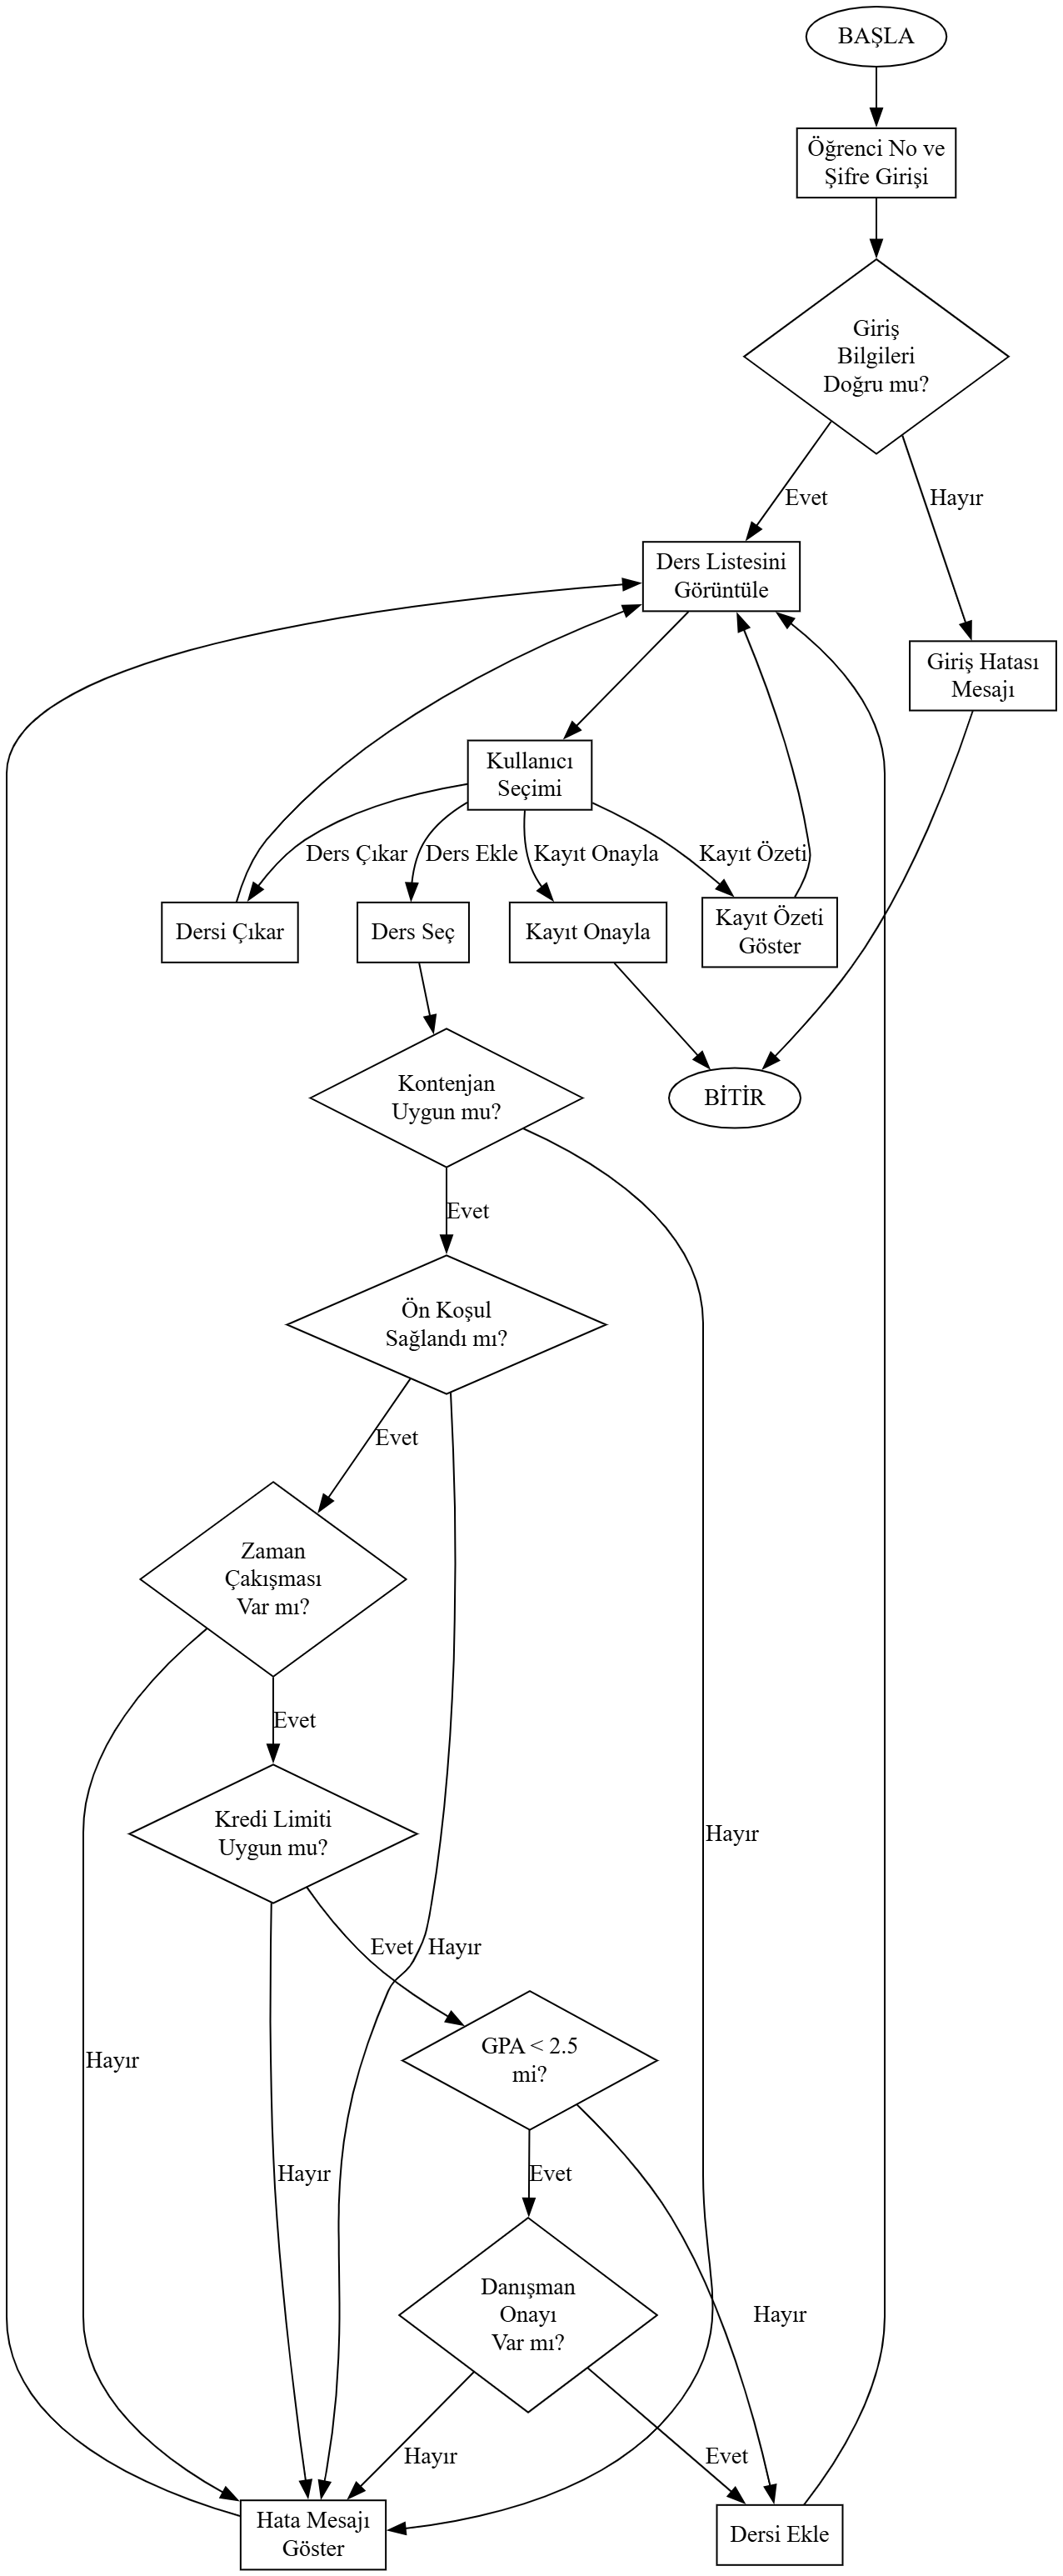 BAŞLA
Öğrenci No ve
Şifre Girişi
Giriş
Bilgileri
Doğru mu?
Evet
Hayır
Ders Listesini
Görüntüle
Giriş Hatası
Mesajı
Kullanıcı
Seçimi
Ders Çıkar
Ders Ekle
Kayıt Onayla
Kayıt Özeti
Dersi Çıkar
Ders Seç
Kayıt Onayla
Kayıt Özeti
Göster
Kontenjan
Uygun mu?
BİTİR
Evet
Ön Koşul
Sağlandı mı?
Evet
Zaman
Çakışması
Var mı?
Evet
Kredi Limiti
Uygun mu?
Hayır
Evet
Hayır
GPA < 2.5
mi?
Hayır
Hayır
Evet
Danışman
Onayı
Var mı?
Hayır
Hayır
Evet
Hata Mesajı
Göster
Dersi Ekle